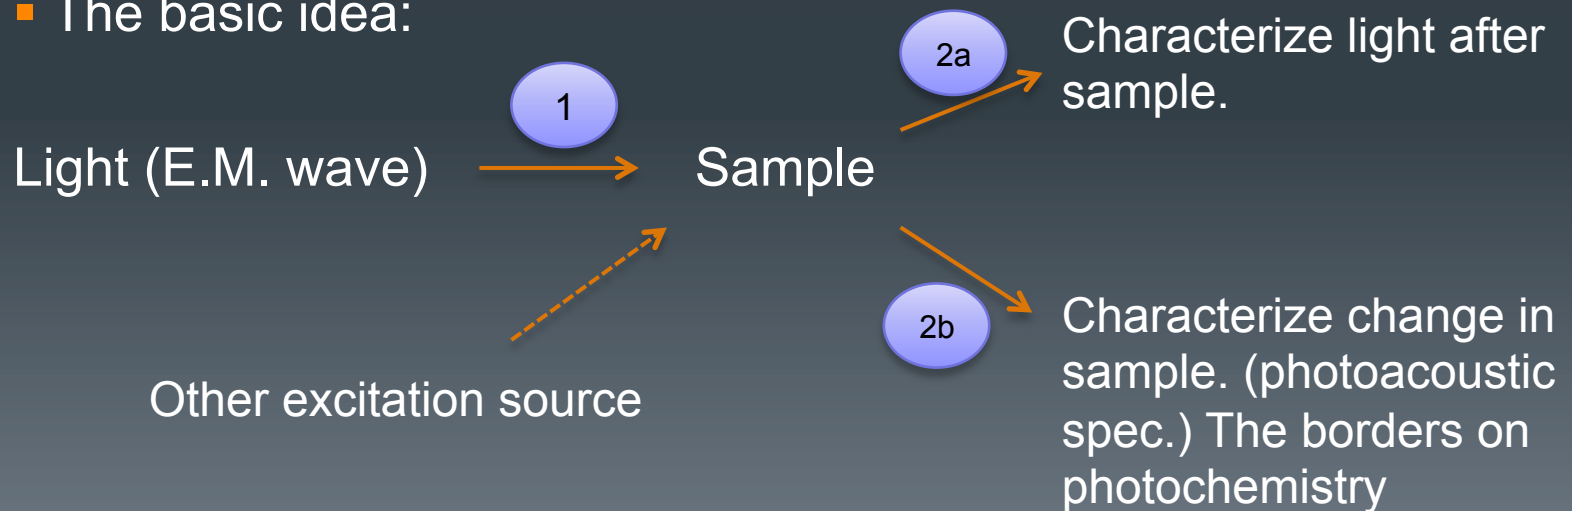 The basic idea:
1
2a
Characterize light after
sample.
Light (E.M. wave)
Sample
Other excitation source
2b
Characterize change in
sample. (photoacoustic
spec.) The borders on
photochemistry